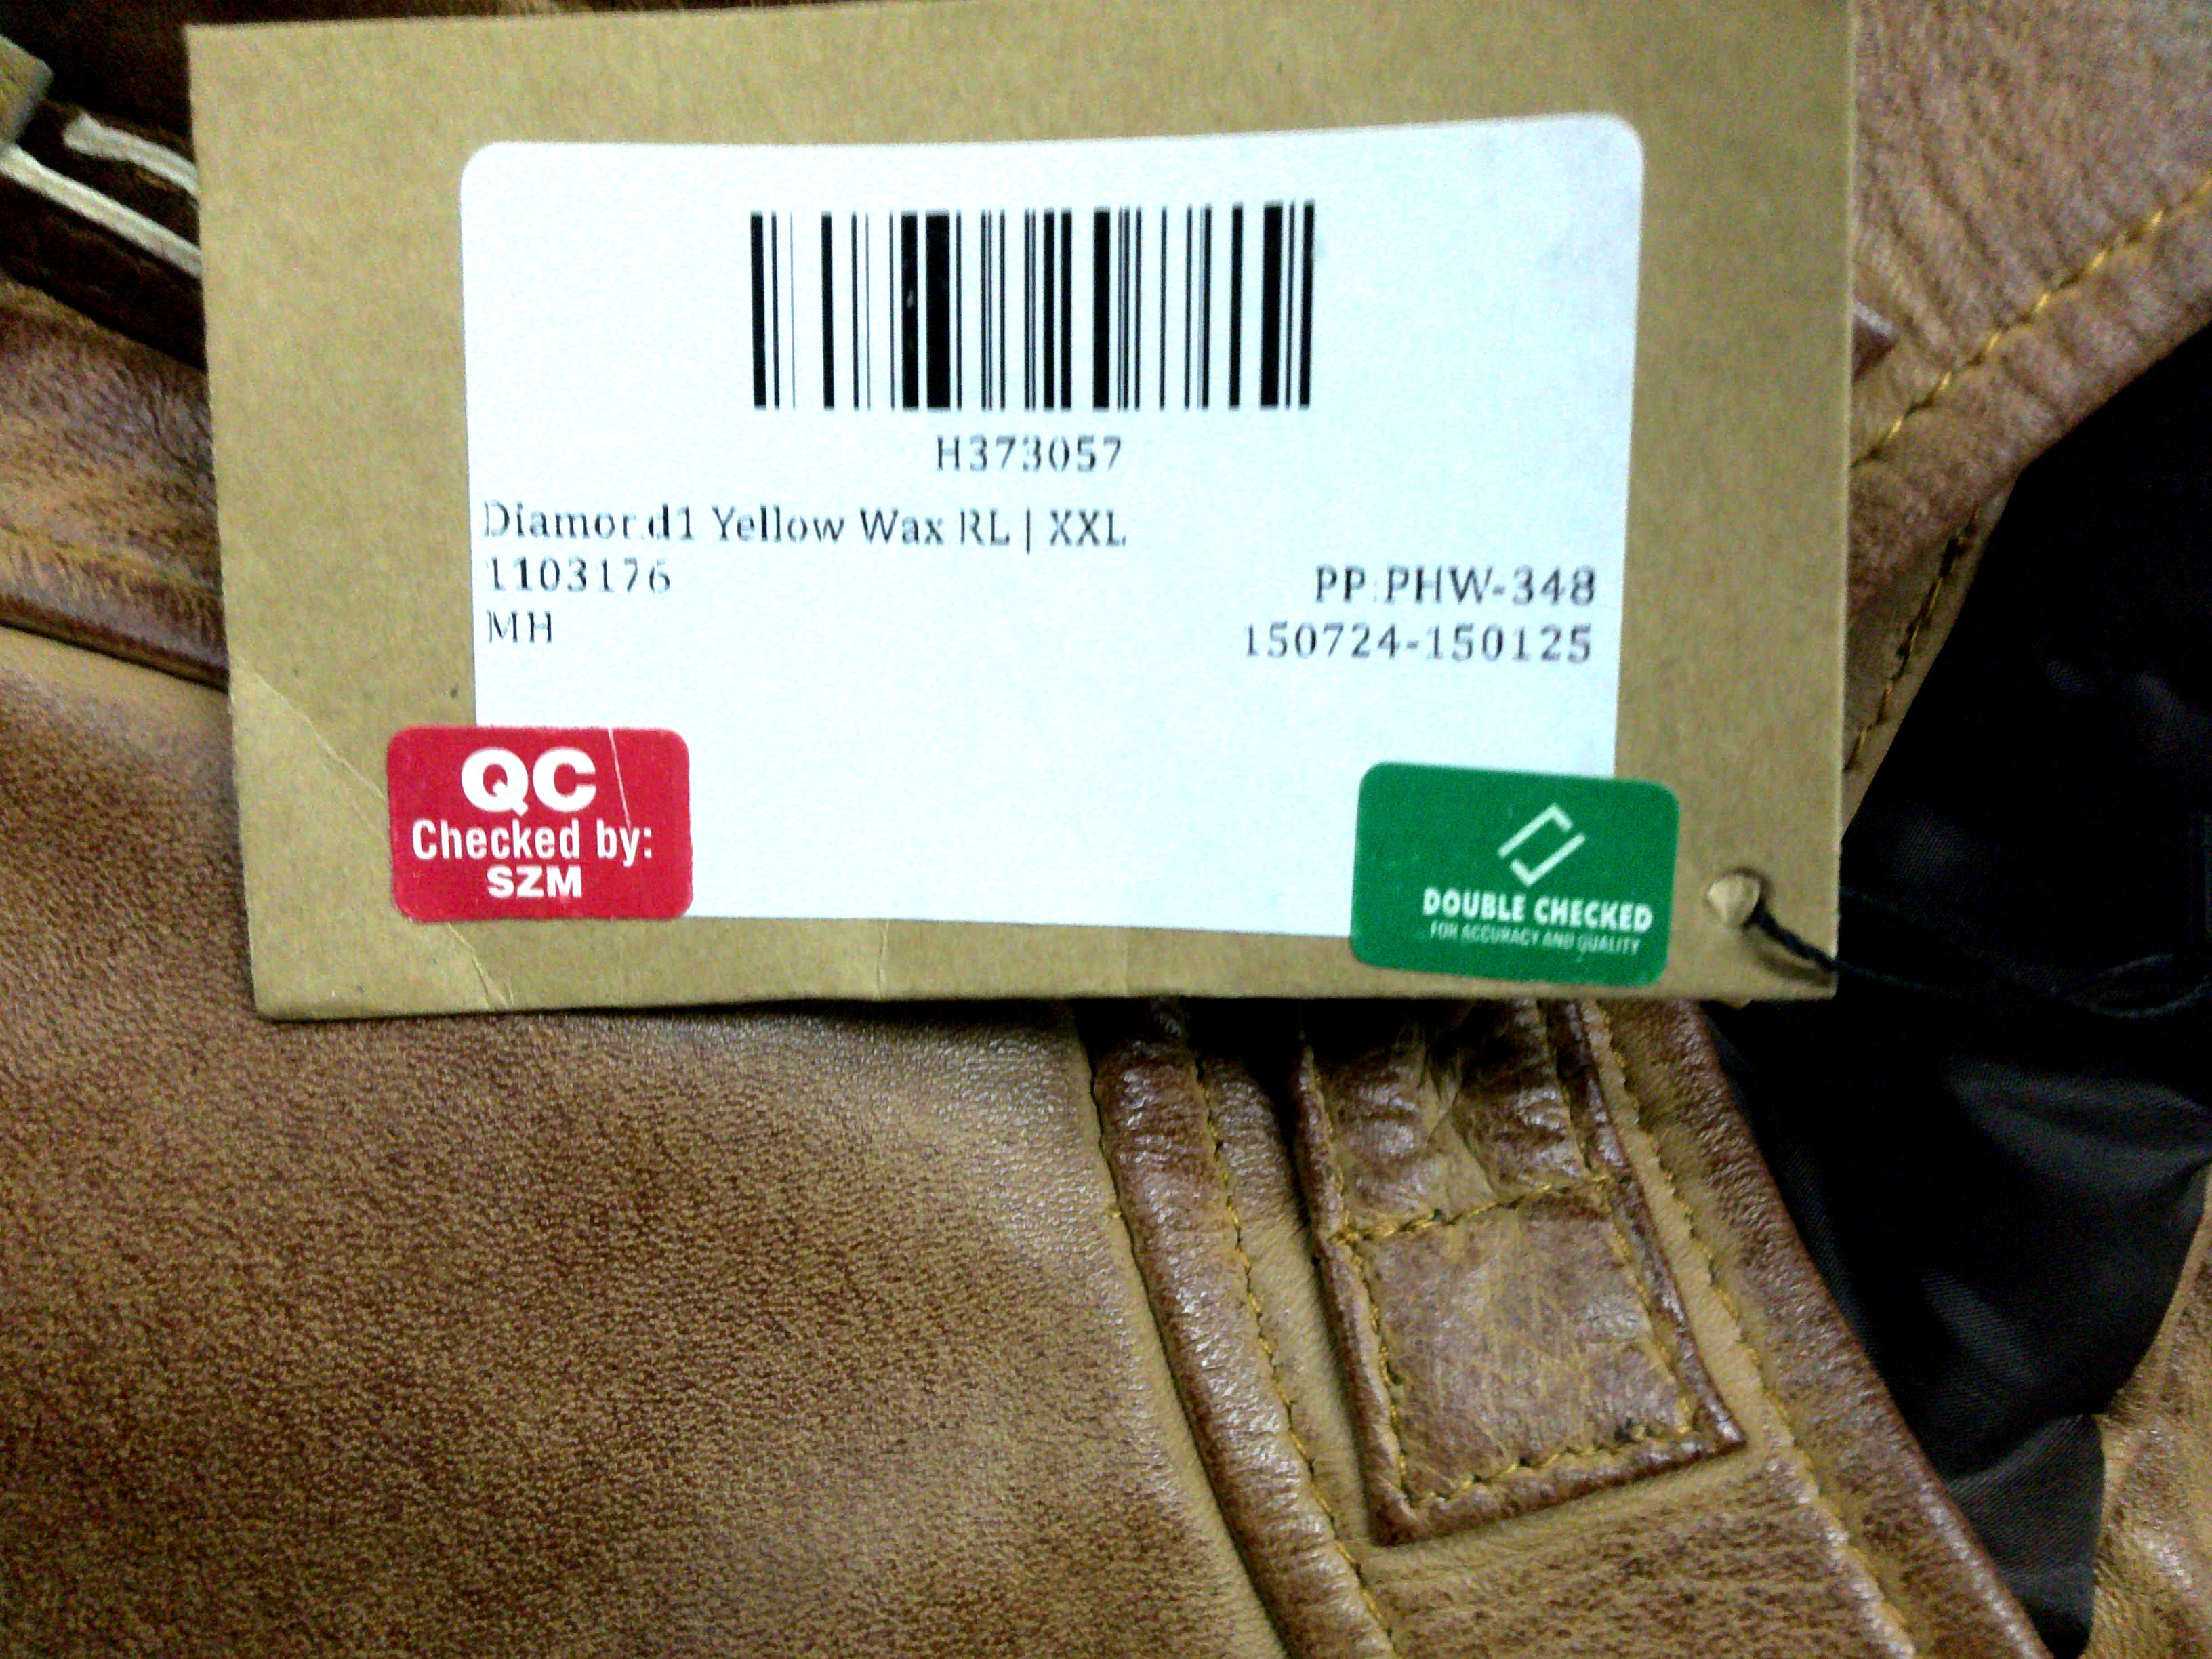 H373057
Diamond1 Yellow Wax RL | XXL
1103176
PP:PHW-348
MH
150724-150125
QC
Checked by:
SZM
DOUBLE CHECKED
FOR ACCURACY AND QUALITY